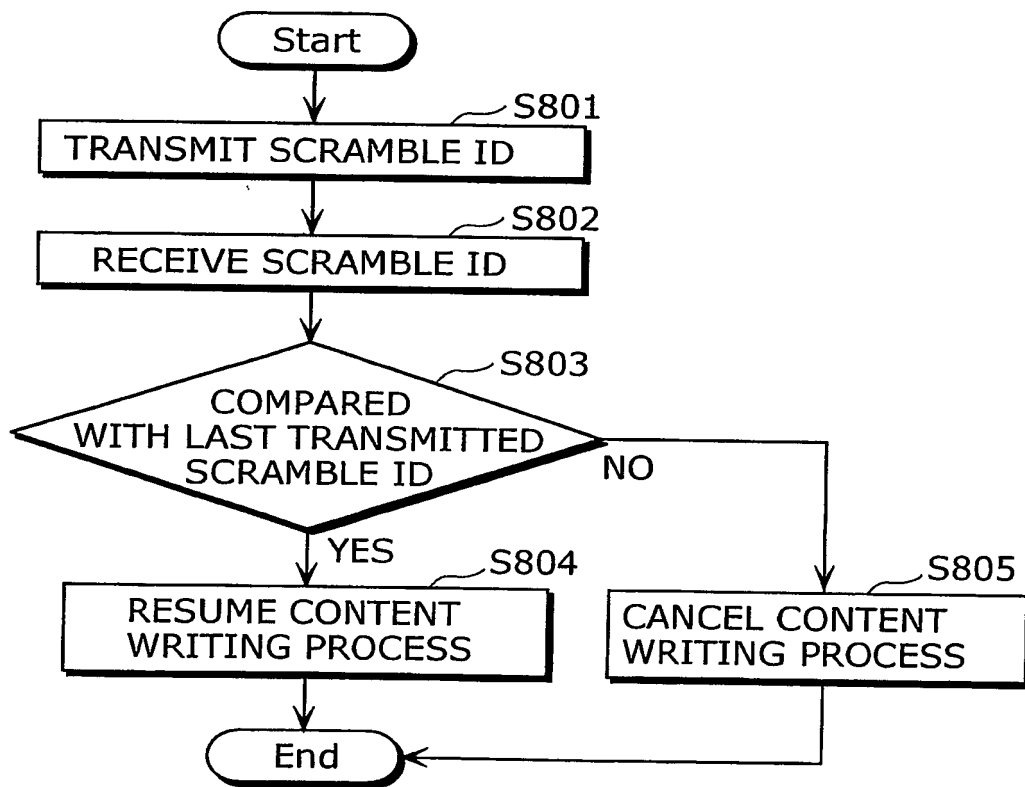 Start
S801
TRANSMIT SCRAMBLE ID
S802
RECEIVE SCRAMBLE ID
S803
COMPARED
WITH LAST TRANSMITTED
SCRAMBLE ID
NO
YES
S804
RESUME CONTENT
WRITING PROCESS
S805
CANCEL CONTENT
WRITING PROCESS
End